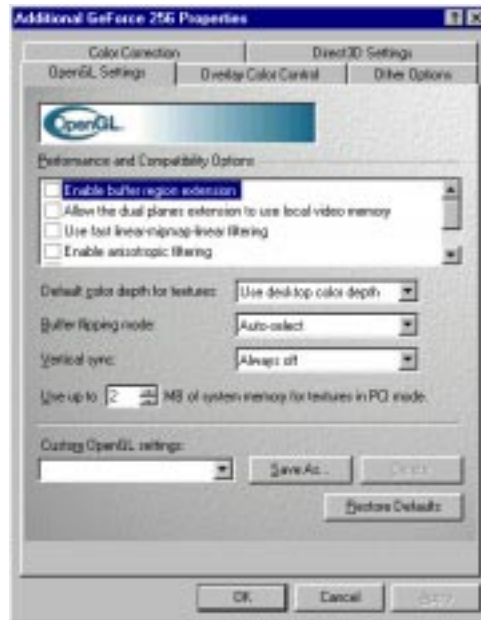 Additional GeForce 256 Properties
Color Correction
Direct3D Settings
OpenGL Settings
Overlay Color Control
Other Options
OpenGL
Performance and Compatibility Options
Enable buffer region extension
Allow the dual planes extension to use local video memory
Use fast linear-mipmap-linear filtering
Enable anisotropic filtering
Default color depth for textures:
Use desktop color depth
Buffer flipping mode:
Auto-select
Vertical sync:
Always off
Use up to 2 MB of system memory for textures in PCI mode.
Custom OpenGL settings:
Save As...
Delete
Restore Defaults
OK
Cancel
Apply